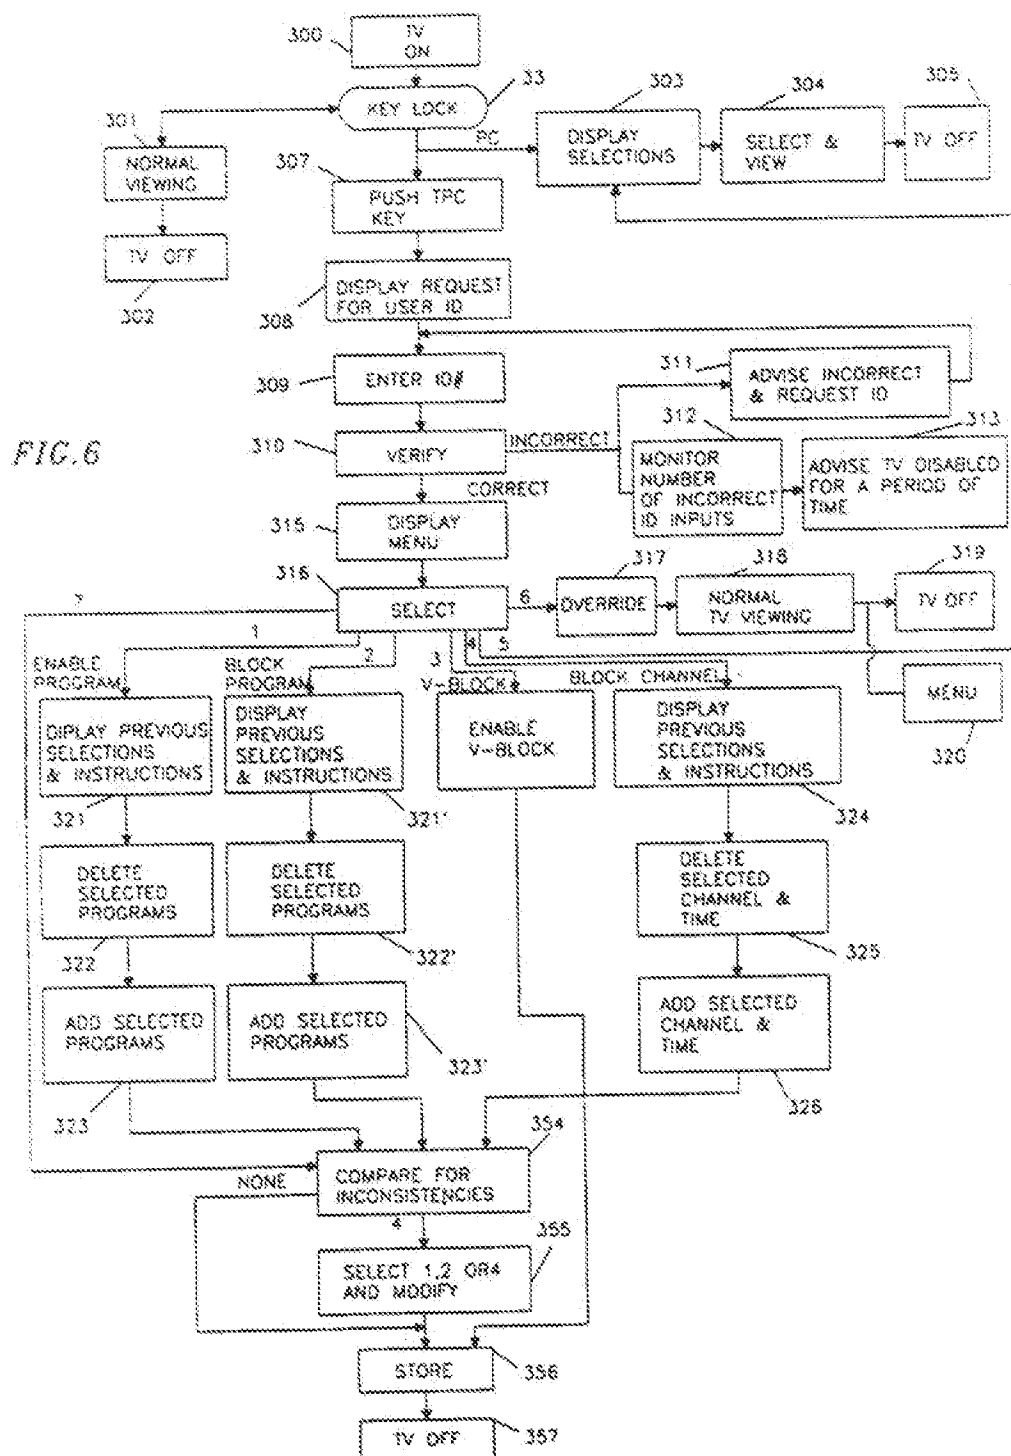 300
TV
ON
33
KEY LOCK
303
304
305
301
PC
DISPLAY
SELECTIONS
SELECT &
VIEW
TV OFF
NORMAL
VIEWING
307
PUSH TPC
KEY
TV OFF
302
308
DISPLAY REQUEST
FOR USER ID
309
ENTER ID#
311
ADVISE INCORRECT
& REQUEST ID
FIG.6
310
VERIFY
INCORRECT
312
313
MONITOR
NUMBER
OF INCORRECT
ID INPUTS
ADVISE TV DISABLED
FOR A PERIOD OF
TIME
CORRECT
315
DISPLAY
MENU
316
SELECT
317
318
319
7
6
OVERRIDE
NORMAL
TV VIEWING
TV OFF
1
2
3
4
5
ENABLE
PROGRAM
BLOCK
PROGRAM
V-BLOCK
BLOCK CHANNEL
MENU
320
DIPLAY PREVIOUS
SELECTIONS
& INSTRUCTIONS
DISPLAY
PREVIOUS
SELECTIONS
& INSTRUCTIONS
ENABLE
V-BLOCK
DISPLAY
PREVIOUS
SELECTIONS
& INSTRUCTIONS
321
321'
324
DELETE
SELECTED
PROGRAMS
DELETE
SELECTED
PROGRAMS
DELETE
SELECTED
CHANNEL &
TIME
322
322'
325
ADD SELECTED
PROGRAMS
ADD SELECTED
PROGRAMS
ADD SELECTED
CHANNEL &
TIME
323
323'
326
354
NONE
COMPARE FOR
INCONSISTENCIES
4
355
SELECT 1,2 OR4
AND MODIFY
STORE
356
TV OFF
357